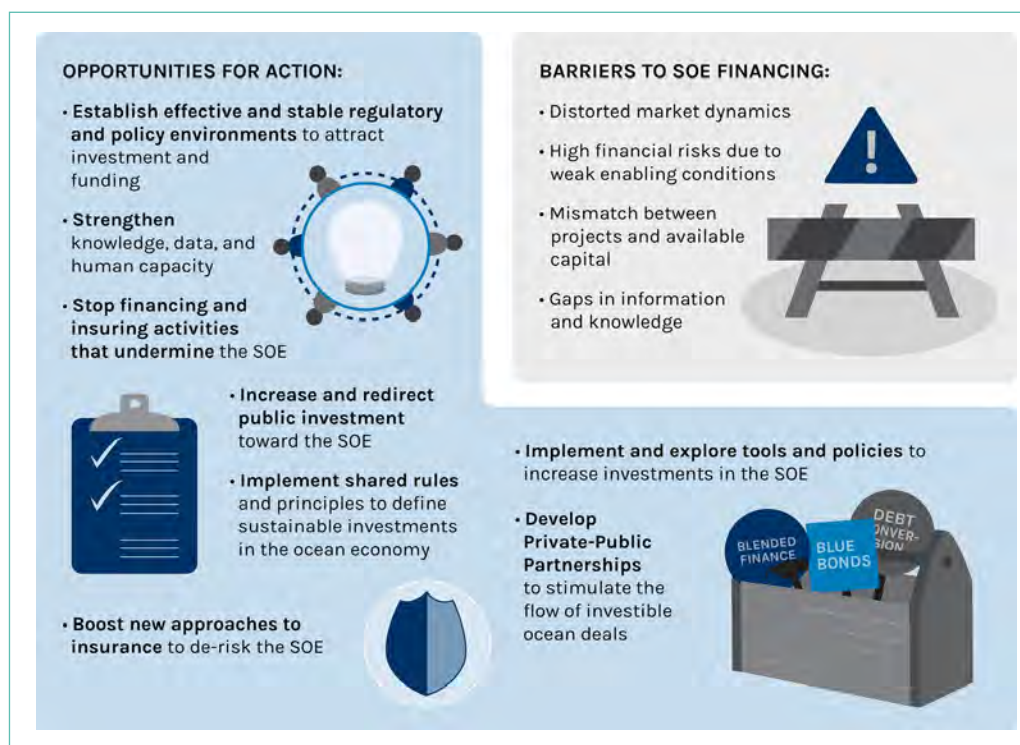 OPPORTUNITIES FOR ACTION:
• Establish effective and stable regulatory
and policy environments to attract
investment and
funding
• Strengthen
knowledge, data, and
human capacity
• Stop financing and
insuring activities
that undermine the SOE
• Increase and redirect
public investment
toward the SOE
• Implement shared rules
and principles to define
sustainable investments
in the ocean economy
• Boost new approaches to
insurance to de-risk the SOE
BARRIERS TO SOE FINANCING:
• Distorted market dynamics
• High financial risks due to
weak enabling conditions
• Mismatch between
projects and available
capital
• Gaps in information
and knowledge
• Implement and explore tools and policies to
increase investments in the SOE
• Develop
Private-Public
Partnerships
to stimulate the
flow of investible
ocean deals
BLENDED
FINANCE
BLUE
BONDS
DEBT
ONVER-
SION